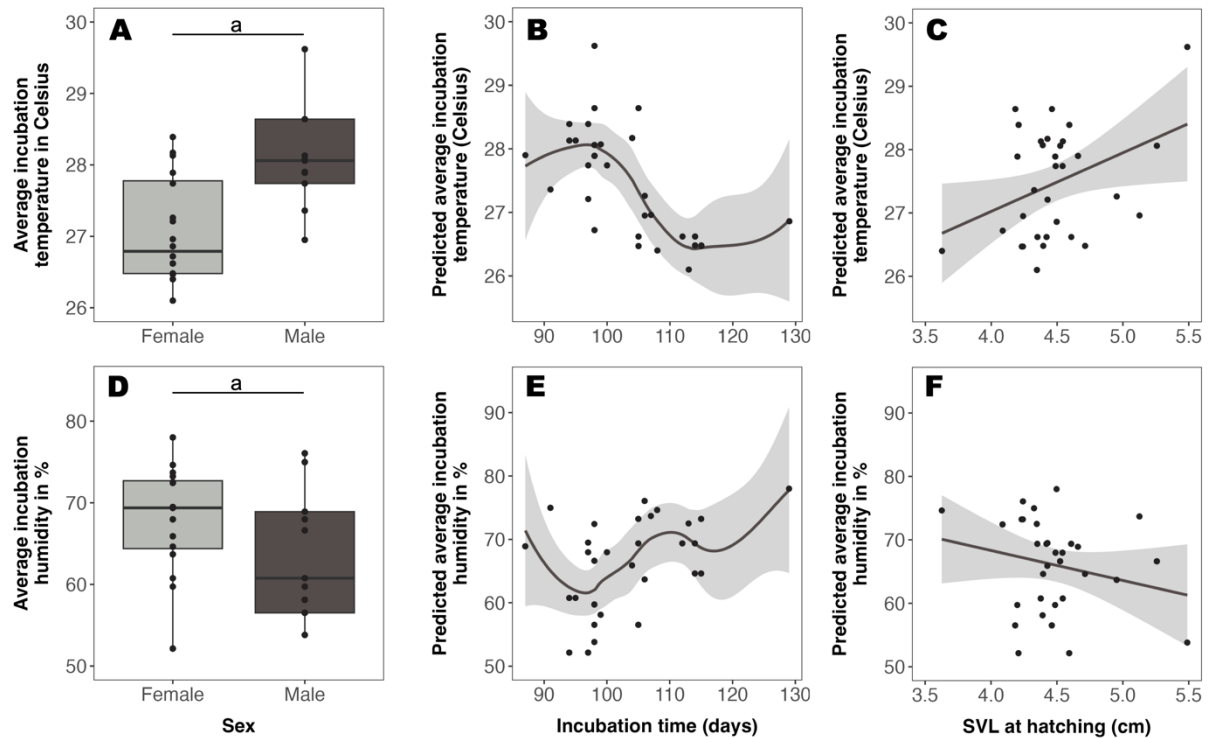 A
a
Average incubation
temperature in Celsius
30
29
28
27
26
Female Male
B
Predicted average incubation
temperature (Celsius)
30
29
28
27
26
90 100 110 120 130
C
Predicted average incubation
temperature (Celsius)
30
29
28
27
26
3.5 4.0 4.5 5.0 5.5
D
a
Average incubation
humidity in %
80
70
60
50
Female Male
Sex
E
Predicted average incubation
humidity in %
90
80
70
60
50
90 100 110 120 130
Incubation time (days)
F
Predicted average incubation
humidity in %
90
80
70
60
50
3.5 4.0 4.5 5.0 5.5
SVL at hatching (cm)